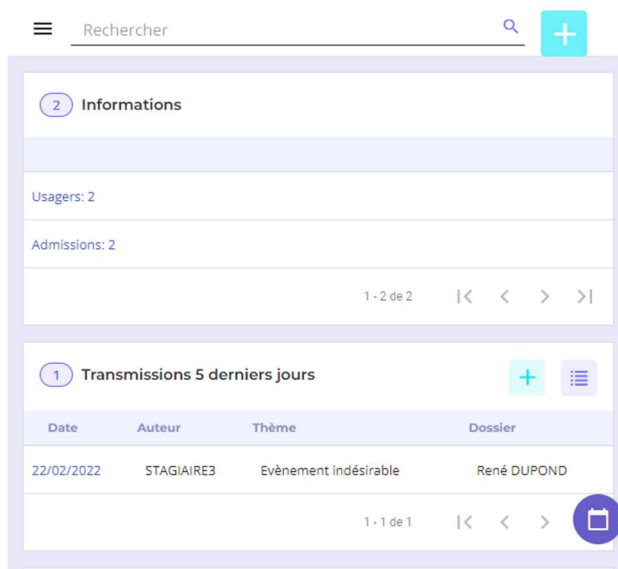 Rechercher
2 Informations
Usagers: 2
Admissions: 2
1 - 2 de 2
1 Transmissions 5 derniers jours
Date Auteur Thème Dossier
22/02/2022 STAGIAIRE3 Evènement indésirable René DUPOND
1 - 1 de 1